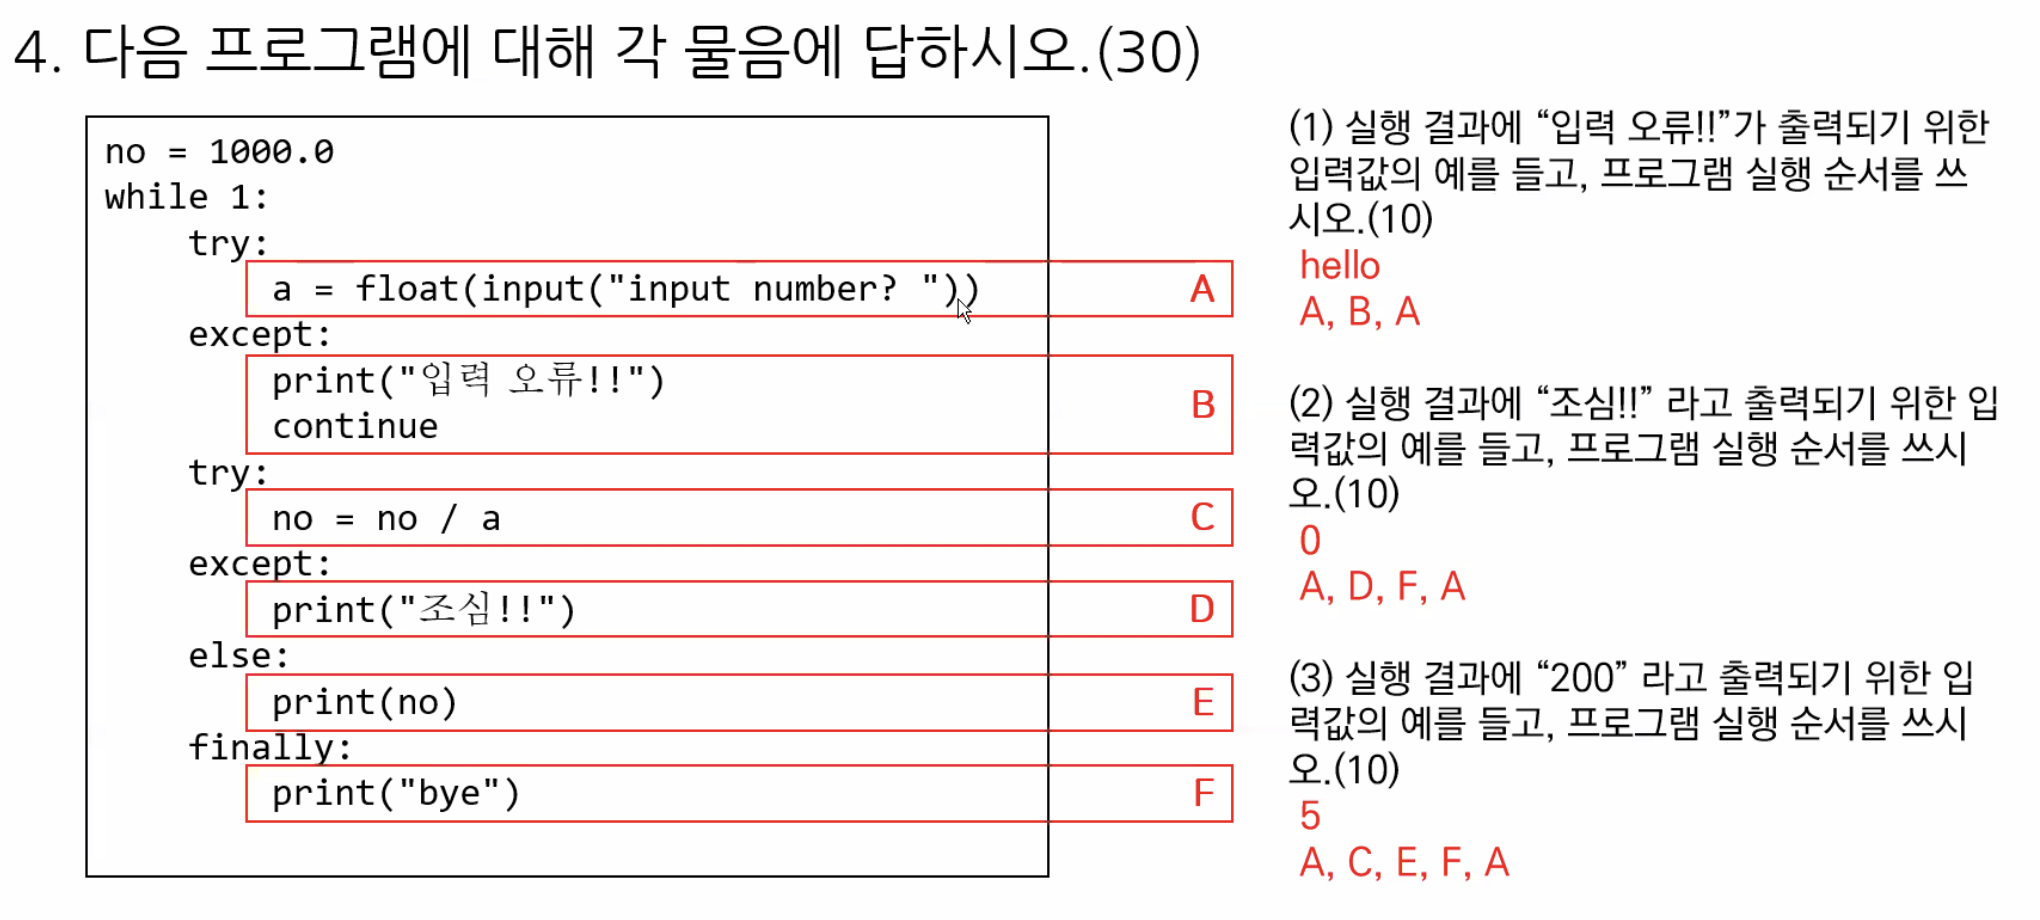 4. 다음 프로그램에 대해 각 물음에 답하시오.(30)
no = 1000.0
while 1:
    try:
        a = float(input("input number? "))
A
    except:
        print("입력 오류!!")
        continue
B
    try:
        no = no / a
C
    except:
        print("조심!!")
D
    else:
        print(no)
E
    finally:
        print("bye")
F
(1) 실행 결과에 “입력 오류!!”가 출력되기 위한
입력값의 예를 들고, 프로그램 실행 순서를 쓰
시오.(10)
hello
A, B, A
(2) 실행 결과에 “조심!!” 라고 출력되기 위한 입
력값의 예를 들고, 프로그램 실행 순서를 쓰시
오.(10)
0
A, D, F, A
(3) 실행 결과에 “200” 라고 출력되기 위한 입
력값의 예를 들고, 프로그램 실행 순서를 쓰시
오.(10)
5
A, C, E, F, A